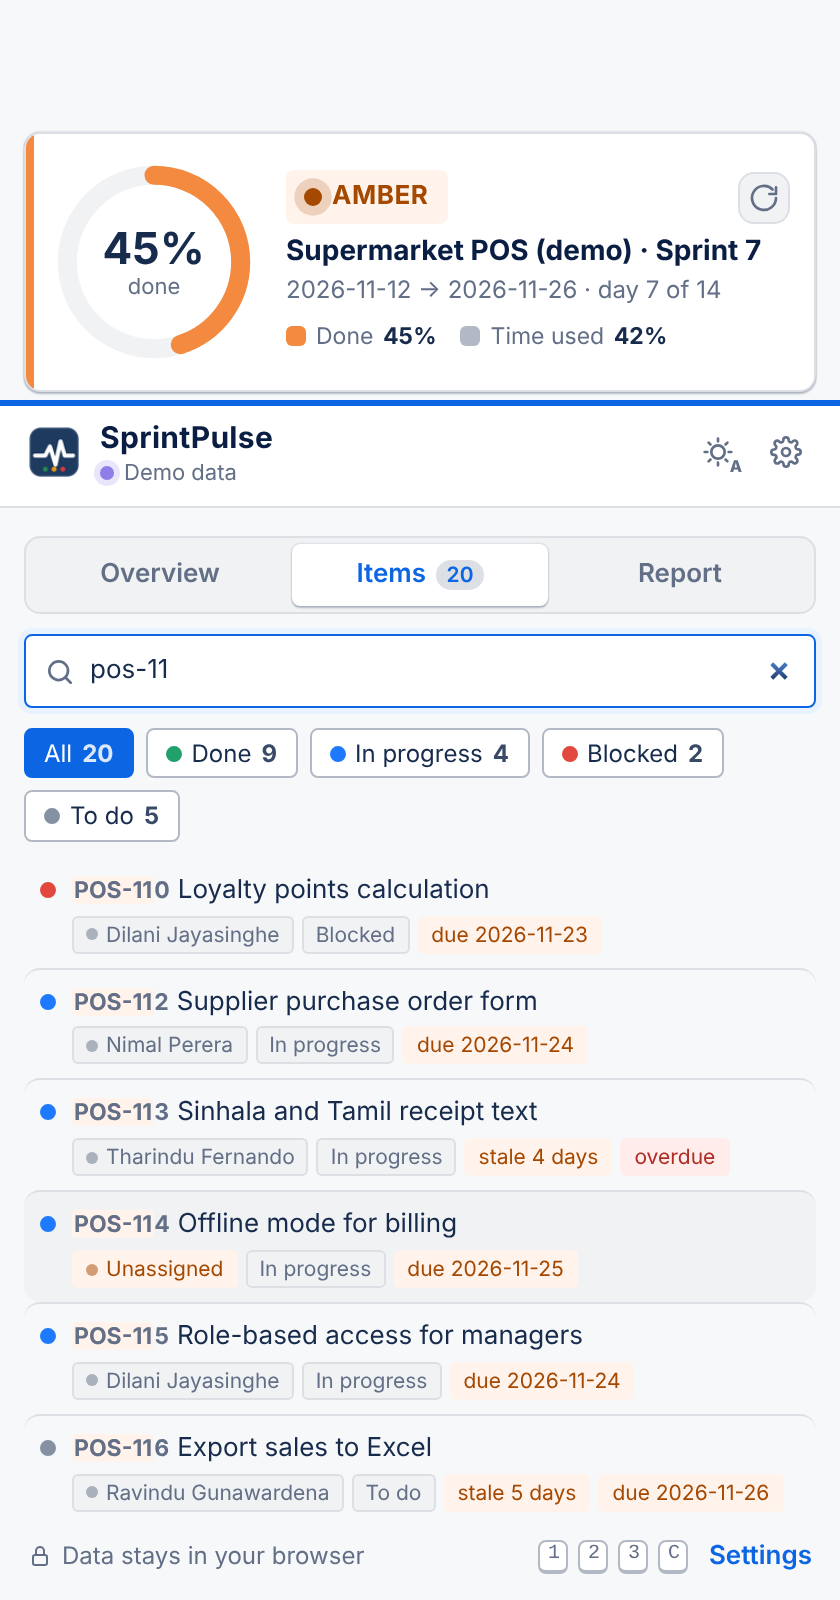 AMBER
45%
done
Supermarket POS (demo) · Sprint 7
2026-11-12 → 2026-11-26 · day 7 of 14
Done 45% Time used 42%
SprintPulse
Demo data
A
Overview Items 20 Report
pos-11
All 20 Done 9 In progress 4 Blocked 2
To do 5
POS-110 Loyalty points calculation
Dilani Jayasinghe Blocked due 2026-11-23
POS-112 Supplier purchase order form
Nimal Perera In progress due 2026-11-24
POS-113 Sinhala and Tamil receipt text
Tharindu Fernando In progress stale 4 days overdue
POS-114 Offline mode for billing
Unassigned In progress due 2026-11-25
POS-115 Role-based access for managers
Dilani Jayasinghe In progress due 2026-11-24
POS-116 Export sales to Excel
Ravindu Gunawardena To do stale 5 days due 2026-11-26
Data stays in your browser 1 2 3 C Settings